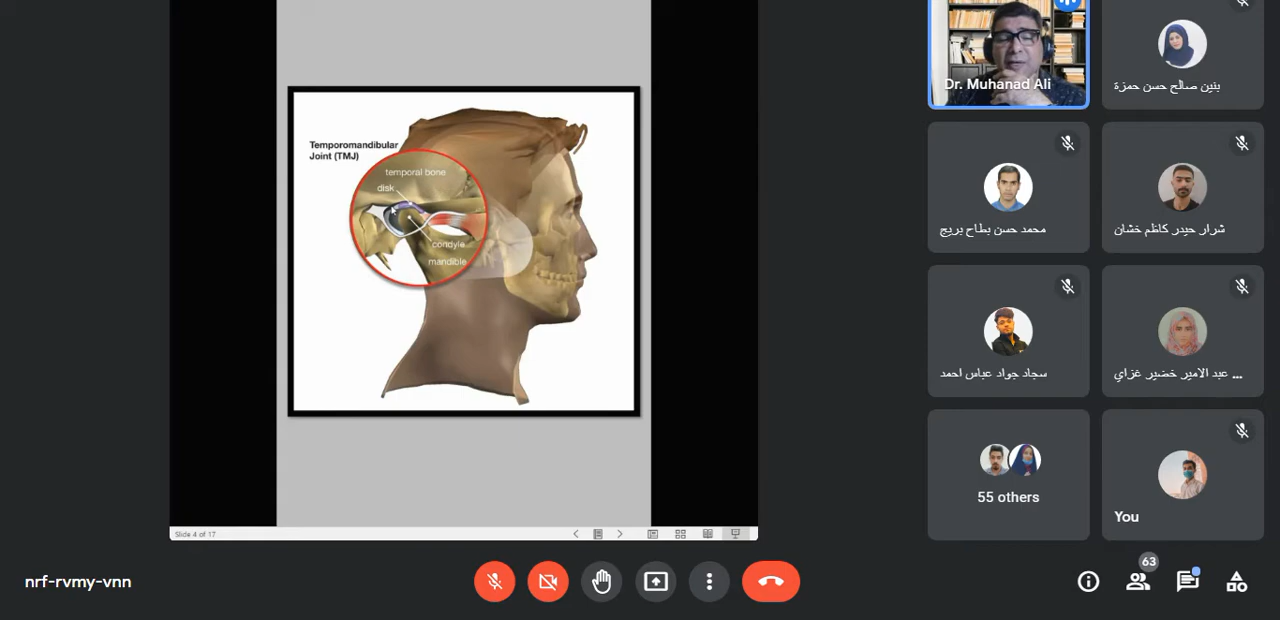 Temporomandibular
Joint (TMJ)
temporal bone
disk
condyle
mandible
Slide 4 of 17
Dr. Muhanad Ali
بنين صالح حسن حمزة
محمد حسن بطاح بريج
شرار حيدر كاظم خشان
سجاد جواد عباس احمد
عبد الامير خضير غزاي ...
55 others
You
nrf-rvmy-vnn
63